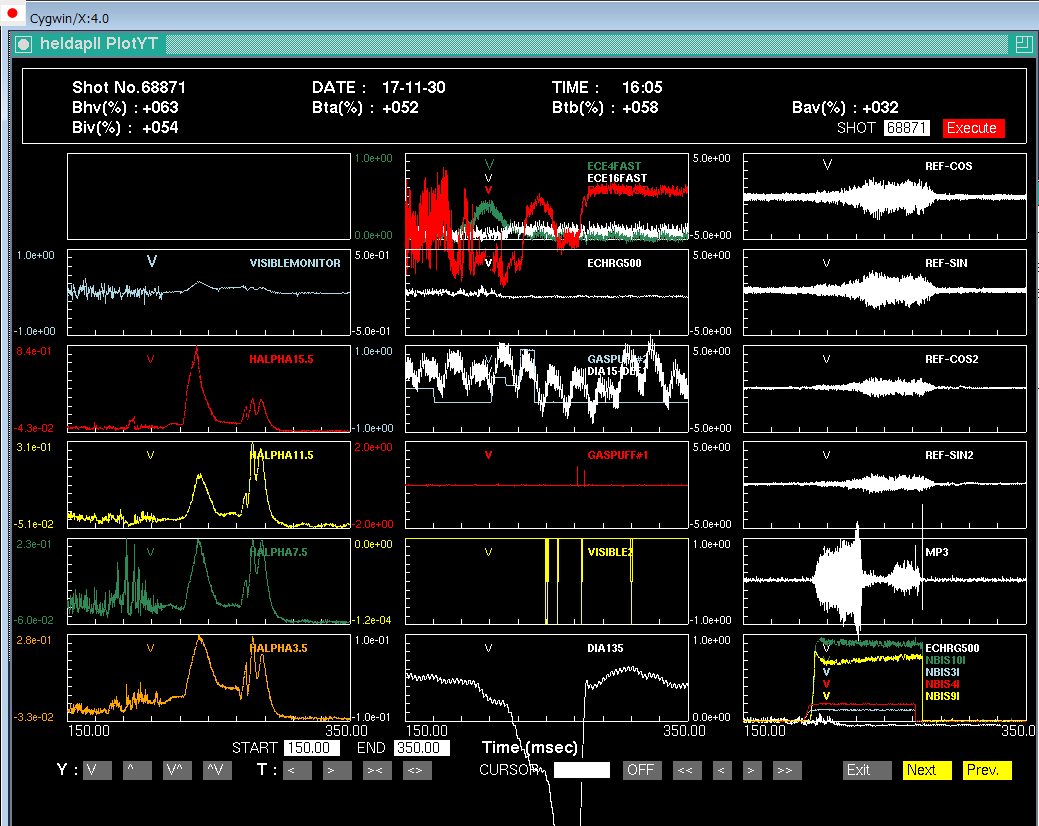 Cygwin/X:4.0
heldapll PlotYT
Shot No.68871 DATE : 17-11-30 TIME : 16:05
Bhv(%) : +063 Bta(%) : +052 Btb(%) : +058 Bav(%) : +032
Biv(%) : +054 SHOT 68871 Execute
1.0e+00 V ECE4FAST 5.0e+00 V REF-COS
V ECE16FAST
V
0.0e+00 -5.0e+00
1.0e+00 V VISIBLEMONITOR 5.0e-01 V ECHRG500 5.0e+00 V REF-SIN
-1.0e+00 -5.0e-01 -5.0e+00
8.4e-01 V HALPHA15.5 1.0e+00 V GASPUFF#2 5.0e+00 V REF-COS2
-4.3e-02 -1.0e+00 -5.0e+00
3.1e-01 V HALPHA11.5 2.0e+00 V GASPUFF#1 5.0e+00 V REF-SIN2
-5.1e-02 -2.0e+00 -5.0e+00
2.3e-01 V HALPHA7.5 0.0e+00 V VISIBLE2 1.0e+00 V MP3
-6.0e-02 -1.2e-04 -1.0e+00
2.8e-01 V HALPHA3.5 1.0e-01 V DIA135 1.0e+00 V ECHRG500
V NBIS10I
V NBIS3I
V NBIS4I
V NBIS9I
-3.3e-02 -1.0e-01 0.0e+00
150.00 350.00 150.00 350.00 150.00 350.0
START 150.00 END 350.00 Time (msec)
Y : V ^ V^ ^V T : < > >< <> CURSOR OFF << < > >> Exit Next Prev.